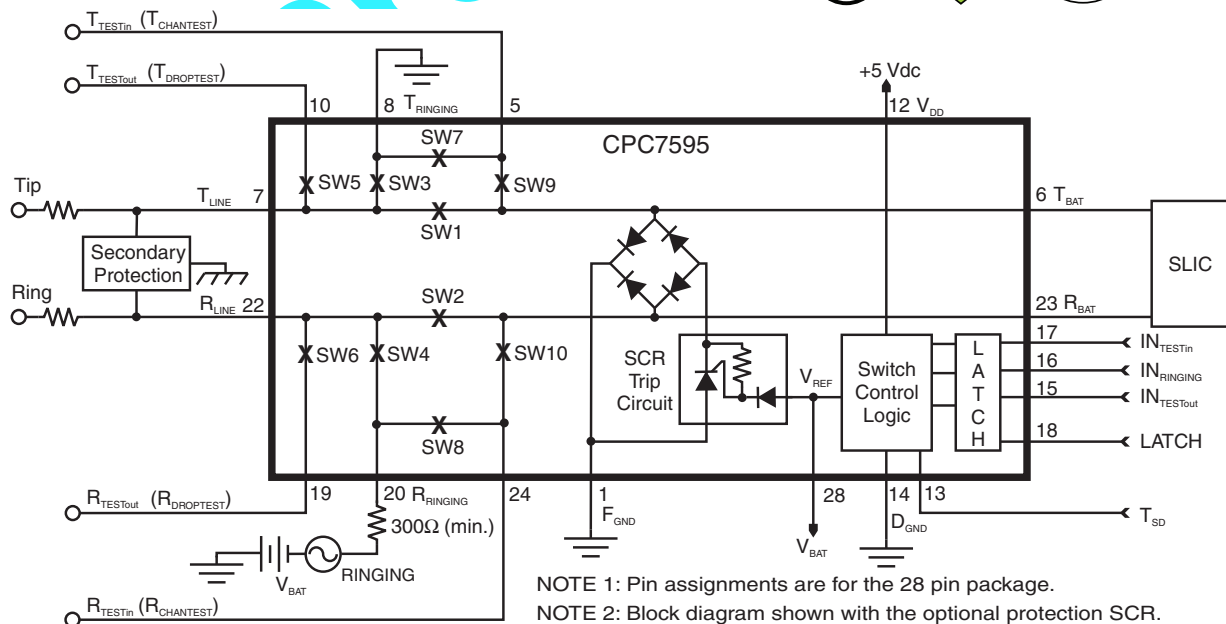 TTESTin (TCHANTEST)
TTESTout (TDROPTEST)
+5 Vdc
10
8 TRINGING
5
12 VDD
CPC7595
SW7
SW5
SW3
SW9
Tip
TLINE 7
6 TBAT
SW1
Secondary
Protection
SLIC
Ring
RLINE 22
SW2
23 RBAT
17
INTESTin
SW6
SW4
SW10
SCR
Trip
Circuit
VREF
Switch
Control
Logic
L
A
T
C
H
16
INRINGING
15
INTESTout
18
LATCH
SW8
RTESTout (RDROPTEST)
19
20 RRINGING
24
1
FGND
28
14
DGND
13
TSD
300Ω (min.)
VBAT
RINGING
VBAT
NOTE 1: Pin assignments are for the 28 pin package.
RTESTin (RCHANTEST)
NOTE 2: Block diagram shown with the optional protection SCR.